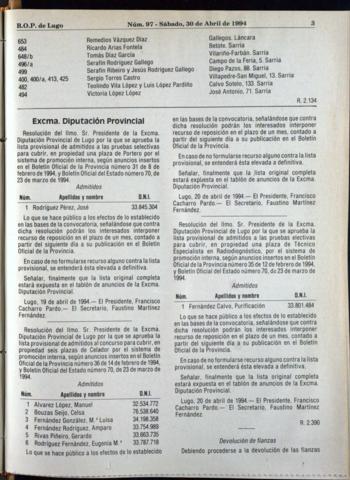 B.O.P. de Lugo
Núm. 97 - Sábado, 30 de Abril de 1994
3
653 Remedios Vázquez Díaz Gallegos. Láncara
484 Ricardo Arias Fontela Betote. Sarria
648/b Tomás Díaz García Vilariño-Farbán. Sarria
496/a Serafín Rodríguez Gallego Campo de la Feria, 5. Sarria
499 Serafín Ribeiro y Jesús Rodríguez Gallego Diego Pazos, 88. Sarria
400, 400/a, 413, 425 Sergio Torres Castro Villapedre-San Miguel, 13. Sarria
482 Teolindo Vila López y Luis López Pardiño Calvo Sotelo, 133. Sarria
494 Victoria López López José Antonio, 71. Sarria
R. 2.134
Excma. Diputación Provincial
Resolución del Ilmo. Sr. Presidente de la Excma.
Diputación Provincial de Lugo por la que se aprueba la
lista provisional de admitidos a las pruebas selectivas
para cubrir, en propiedad una plaza de Portero por el
sistema de promoción interna, según anuncios insertos
en el Boletín Oficial de la Provincia número 31 de 8 de
febrero de 1994, y Boletín Oficial del Estado número 70, de
23 de marzo de 1994.
Admitidos
Núm. Apellidos y nombre D.N.I.
1 Rodríguez Pérez, José 33.845.304
Lo que se hace público a los efectos de lo establecido
en las bases de la convocatoria, señalándose que contra
dicha resolución podrán los interesados interponer
recurso de reposición en el plazo de un mes, contado a
partir del siguiente día a su publicación en el Boletín
Oficial de la Provincia.
En caso de no formularse recurso alguno contra la lista
provisional, se entenderá ésta elevada a definitiva.
Señalar, finalmente que la lista original completa
estará expuesta en el tablón de anuncios de la Excma.
Diputación Provincial.
Lugo, 19 de abril de 1994.— El Presidente, Francisco
Cacharro Pardo.— El Secretario, Faustino Martínez
Fernández.
Resolución del Ilmo. Sr. Presidente de la Excma.
Diputación Provincial de Lugo por la que se aprueba la
lista provisional de admitidos al concurso para cubrir, en
propiedad seis plazas de Celador por el sistema de
promoción interna, según anuncios insertos en el Boletín
Oficial de la Provincia número 36 de 14 de febrero de 1994,
y Boletín Oficial del Estado número 70, de 23 de marzo de
1994.
Admitidos
Núm. Apellidos y nombre D.N.I.
1 Alvarez López, Manuel 32.534.772
2 Bouzas Seijo, Celsa 76.538.640
3 Fernández González, M.ª Luisa 34.198.358
4 Fernández Rodríguez, Amparo 33.754.989
5 Rivas Piñeiro, Gerardo 33.663.735
6 Rodríguez Fernández, Eugenia M.ª 33.787.718
Lo que se hace público a los efectos de lo establecido
en las bases de la convocatoria, señalándose que contra
dicha resolución podrán los interesados interponer
recurso de reposición en el plazo de un mes, contado a
partir del siguiente día a su publicación en el Boletín
Oficial de la Provincia.
En caso de no formularse recurso alguno contra la lista
provisional, se entenderá ésta elevada a definitiva.
Señalar, finalmente que la lista original completa
estará expuesta en el tablón de anuncios de la Excma.
Diputación Provincial.
Lugo, 20 de abril de 1994.— El Presidente, Francisco
Cacharro Pardo.— El Secretario, Faustino Martínez
Fernández.
Resolución del Ilmo. Sr. Presidente de la Excma.
Diputación Provincial de Lugo por la que se aprueba la
lista provisional de admitidos a las pruebas selectivas
para cubrir, en propiedad una plaza de Técnico
Especialista en Radiodiagnóstico, por el sistema de
promoción interna, según anuncios insertos en el Boletín
Oficial de la Provincia número 35 de 12 de febrero de 1994,
y Boletín Oficial del Estado número 70, de 23 de marzo de
1994.
Admitidos
Núm. Apellidos y nombre D.N.I.
1 Fernández Calvo, Purificación 33.801.484
Lo que se hace público a los efectos de lo establecido
en las bases de la convocatoria, señalándose que contra
dicha resolución podrán los interesados interponer
recurso de reposición en el plazo de un mes, contado a
partir del siguiente día a su publicación en el Boletín
Oficial de la Provincia.
En caso de no formularse recurso alguno contra la lista
provisional, se entenderá ésta elevada a definitiva.
Señalar, finalmente que la lista original completa
estará expuesta en el tablón de anuncios de la Excma.
Diputación Provincial.
Lugo, 20 de abril de 1994.— El Presidente, Francisco
Cacharro Pardo.— El Secretario, Faustino Martínez
Fernández.
R. 2.390
Devolución de fianzas
Debiendo procederse a la devolución de las fianzas